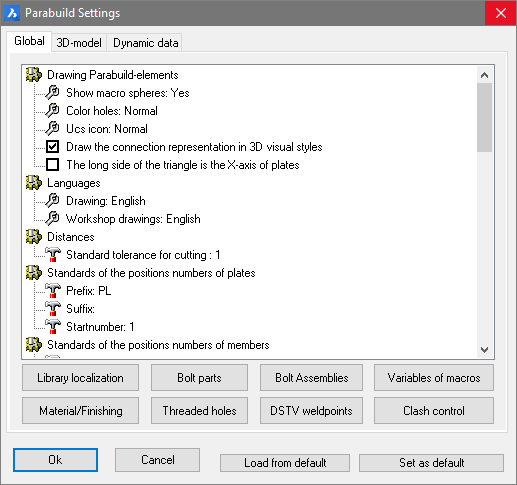 Parabuild Settings
Global 3D-model Dynamic data
Drawing Parabuild-elements
Show macro spheres: Yes
Color holes: Normal
Ucs icon: Normal
Draw the connection representation in 3D visual styles
The long side of the triangle is the X-axis of plates
Languages
Drawing: English
Workshop drawings: English
Distances
Standard tolerance for cutting : 1
Standards of the positions numbers of plates
Prefix: PL
Suffix:
Startnumber: 1
Standards of the positions numbers of members
Library localization Bolt parts Bolt Assemblies Variables of macros
Material/Finishing Threaded holes DSTV weldpoints Clash control
Ok Cancel Load from default Set as default